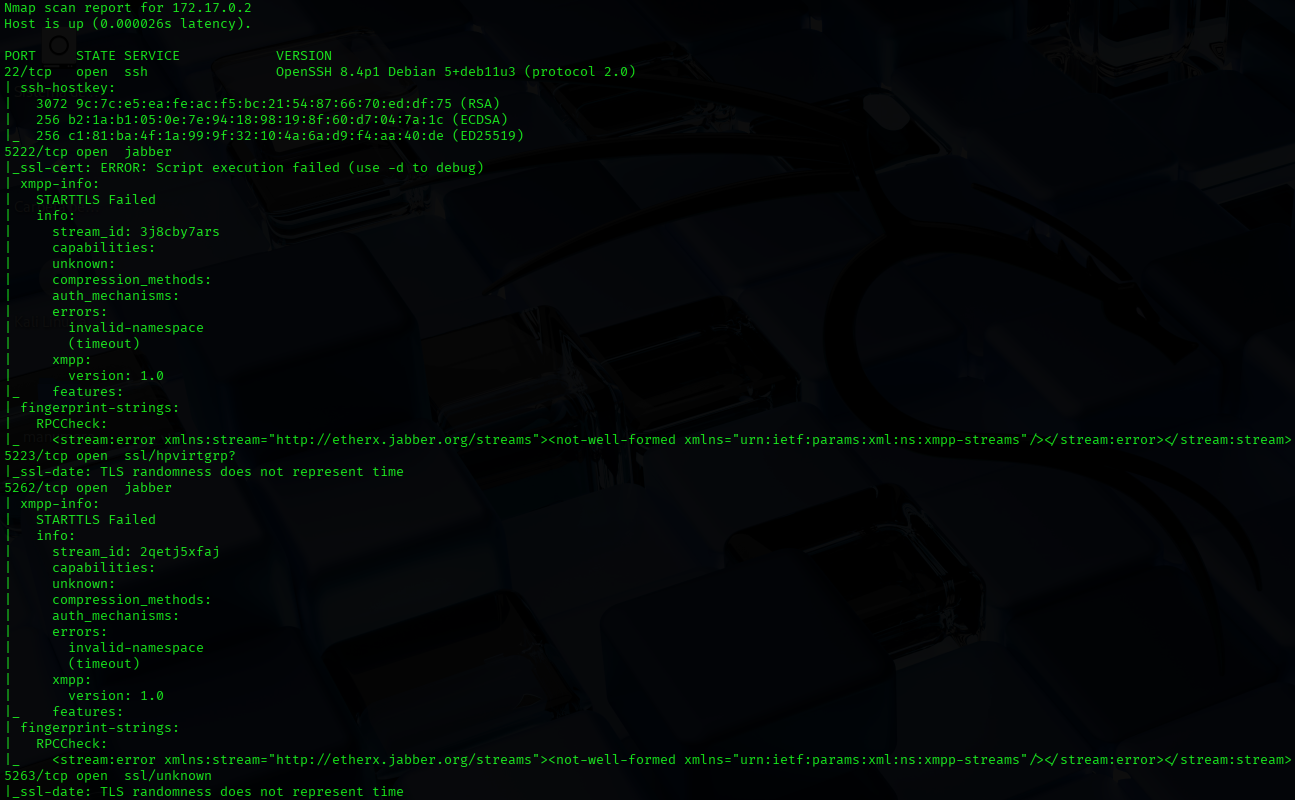 Nmap scan report for 172.17.0.2
Host is up (0.000026s latency).
PORT     STATE SERVICE             VERSION
22/tcp   open  ssh                 OpenSSH 8.4p1 Debian 5+deb11u3 (protocol 2.0)
| ssh-hostkey:
|   3072 9c:7c:e5:ea:fe:ac:f5:bc:21:54:87:66:70:ed:df:75 (RSA)
|   256 b2:1a:b1:05:0e:7e:94:18:98:19:8f:60:d7:04:7a:1c (ECDSA)
|_  256 c1:81:ba:4f:1a:99:9f:32:10:4a:6a:d9:f4:aa:40:de (ED25519)
5222/tcp open  jabber
|_ssl-cert: ERROR: Script execution failed (use -d to debug)
| xmpp-info:
|   STARTTLS Failed
|   info:
|     stream_id: 3j8cby7ars
|     capabilities:
|     unknown:
|     compression_methods:
|     auth_mechanisms:
|     errors:
|       invalid-namespace
|       (timeout)
|     xmpp:
|       version: 1.0
|_    features:
| fingerprint-strings:
|   RPCCheck:
|_    <stream:error xmlns:stream="http://etherx.jabber.org/streams"><not-well-formed xmlns="urn:ietf:params:xml:ns:xmpp-streams"/></stream:error></stream:stream>
5223/tcp open  ssl/hpvirtgrp?
|_ssl-date: TLS randomness does not represent time
5262/tcp open  jabber
| xmpp-info:
|   STARTTLS Failed
|   info:
|     stream_id: 2qetj5xfaj
|     capabilities:
|     unknown:
|     compression_methods:
|     auth_mechanisms:
|     errors:
|       invalid-namespace
|       (timeout)
|     xmpp:
|       version: 1.0
|_    features:
| fingerprint-strings:
|   RPCCheck:
|_    <stream:error xmlns:stream="http://etherx.jabber.org/streams"><not-well-formed xmlns="urn:ietf:params:xml:ns:xmpp-streams"/></stream:error></stream:stream>
5263/tcp open  ssl/unknown
|_ssl-date: TLS randomness does not represent time